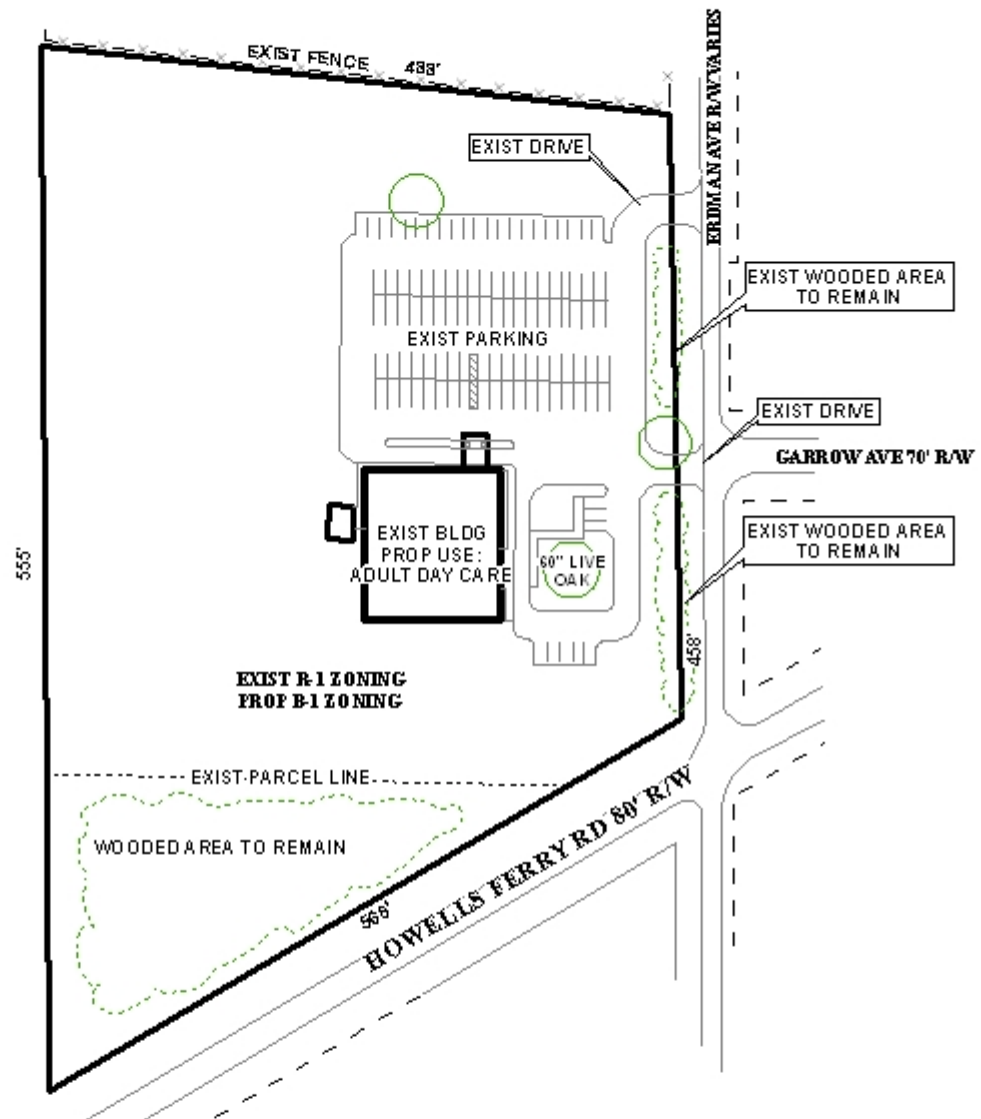 EXIST FENCE 488'
EXIST DRIVE
ERDMAN AVE R/W VARIES
EXIST WOODED AREA
TO REMAIN
EXIST PARKING
EXIST DRIVE
GARROW AVE 70' R/W
EXIST BLDG
PROP USE:
ADULT DAY CARE
60" LIVE
OAK
EXIST WOODED AREA
TO REMAIN
555'
458'
EXIST R-1 ZONING
PROP B-1 ZONING
EXIST PARCEL LINE
WOODED AREA TO REMAIN
566'
HOWELLS FERRY RD 80' R/W